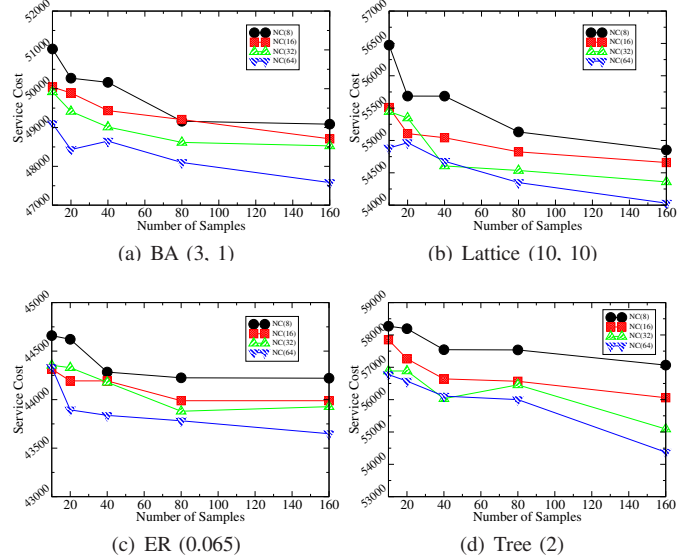 52000
51000
50000
49000
48000
47000
Service Cost
NC(8)
NC(16)
NC(32)
NC(64)
20 40 60 80 100 120 140 160
Number of Samples
(a) BA (3, 1)
56500
56000
55500
55000
54500
54000
Service Cost
NC(8)
NC(16)
NC(32)
NC(64)
20 40 60 80 100 120 140 160
Number of Samples
(b) Lattice (10, 10)
45000
44500
44000
43500
43000
Service Cost
NC(8)
NC(16)
NC(32)
NC(64)
20 40 60 80 100 120 140 160
Number of Samples
(c) ER (0.065)
59000
58000
57000
56000
55000
54000
53000
Service Cost
NC(8)
NC(16)
NC(32)
NC(64)
20 40 60 80 100 120 140 160
Number of Samples
(d) Tree (2)